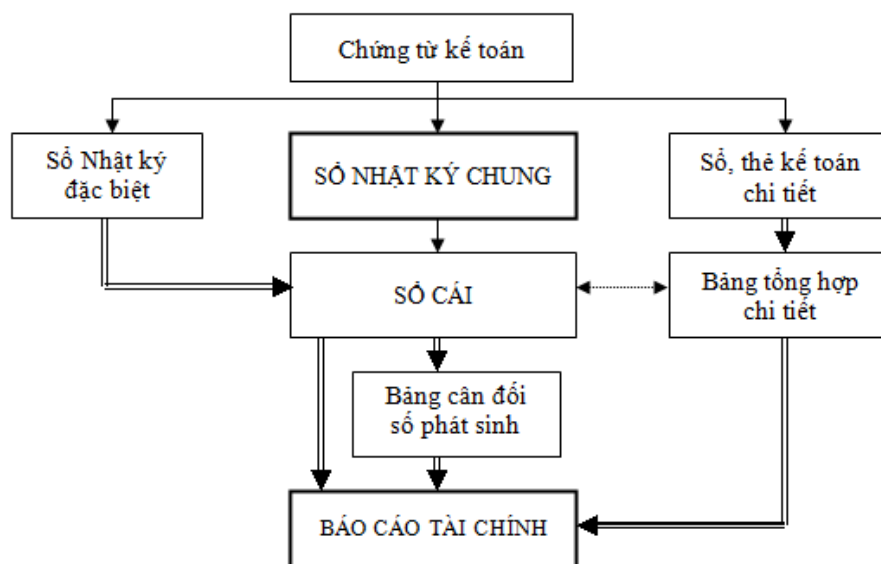 Chứng từ kế toán
Sổ Nhật ký
đặc biệt
SỔ NHẬT KÝ CHUNG
Sổ, thẻ kế toán
chi tiết
SỔ CÁI
Bảng tổng hợp
chi tiết
Bảng cân đối
số phát sinh
BÁO CÁO TÀI CHÍNH